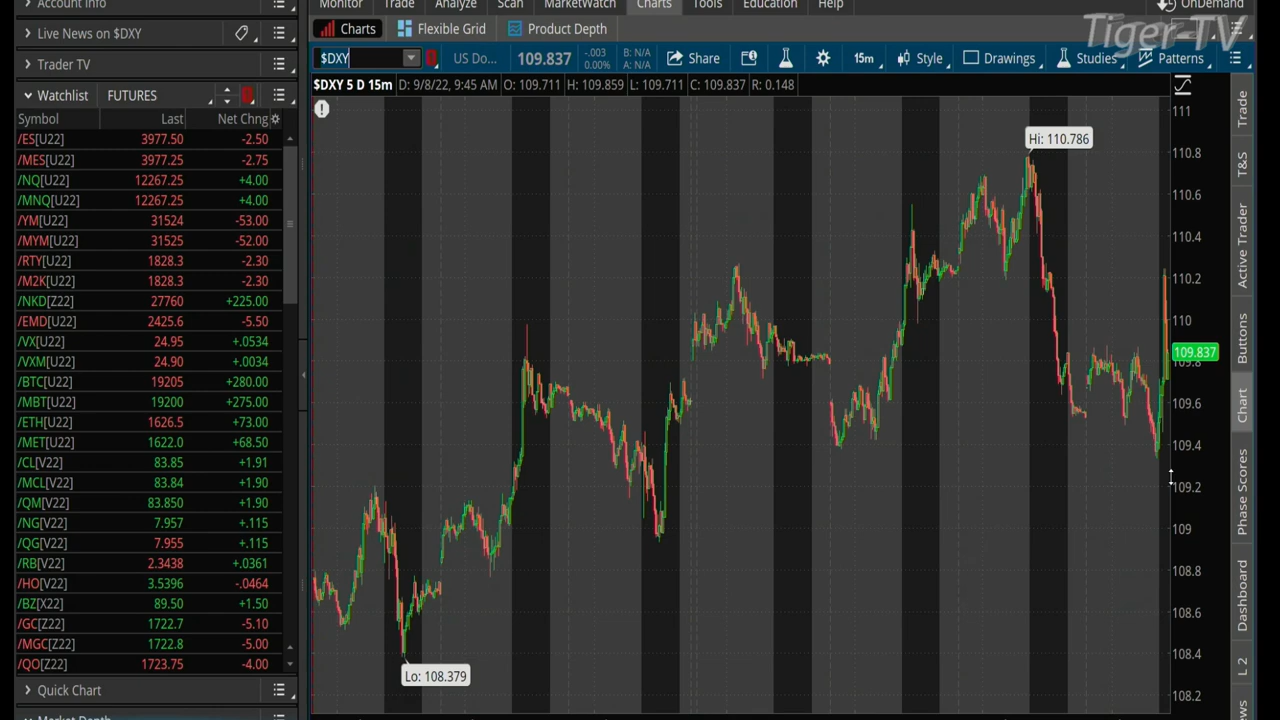 Account Info
Monitor Trade Analyze Scan MarketWatch Charts Tools Education Help
OnDemand
Tiger-TV
Live News on $DXY
Charts Flexible Grid Product Depth
Trader TV
$DXY US Do... 109.837 -.003 0.00% B: N/A A: N/A Share 15m Style Drawings Studies Patterns
Watchlist FUTURES
$DXY 5 D 15m D: 9/8/22, 9:45 AM O: 109.711 H: 109.859 L: 109.711 C: 109.837 R: 0.148
Symbol Last Net Chng
/ES[U22] 3977.50 -2.50
/MES[U22] 3977.25 -2.75
/NQ[U22] 12267.25 +4.00
/MNQ[U22] 12267.25 +4.00
/YM[U22] 31524 -53.00
/MYM[U22] 31525 -52.00
/RTY[U22] 1828.3 -2.30
/M2K[U22] 1828.3 -2.30
/NKD[Z22] 27760 +225.00
/EMD[U22] 2425.6 -5.50
/VX[U22] 24.95 +.0534
/VXM[U22] 24.90 +.0034
/BTC[U22] 19205 +280.00
/MBT[U22] 19200 +275.00
/ETH[U22] 1626.5 +73.00
/MET[U22] 1622.0 +68.50
/CL[V22] 83.85 +1.91
/MCL[V22] 83.84 +1.90
/QM[V22] 83.850 +1.90
/NG[V22] 7.957 +.115
/QG[V22] 7.955 +.115
/RB[V22] 2.3438 +.0361
/HO[V22] 3.5396 -.0464
/BZ[X22] 89.50 +1.50
/GC[Z22] 1722.7 -5.10
/MGC[Z22] 1722.8 -5.00
/QO[Z22] 1723.75 -4.00
Quick Chart
Market Depth
Hi: 110.786
Lo: 108.379
111
110.8
110.6
110.4
110.2
110
109.837
109.8
109.6
109.4
109.2
109
108.8
108.6
108.4
108.2
Trade
T&S
Active Trader
Buttons
Chart
Phase Scores
Dashboard
L 2